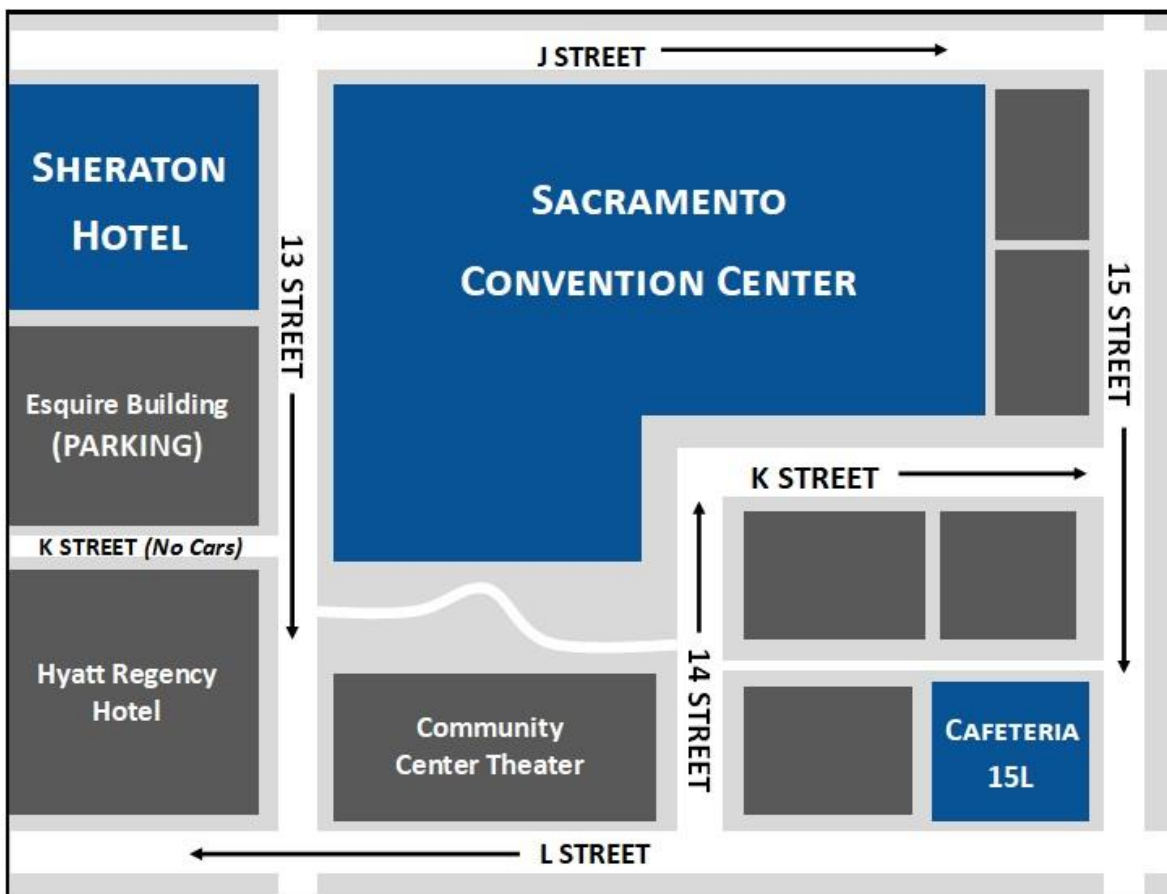 J STREET
SHERATON
HOTEL
SACRAMENTO
CONVENTION CENTER
13 STREET
15 STREET
Esquire Building
(PARKING)
K STREET
K STREET (No Cars)
Hyatt Regency
Hotel
14 STREET
Community
Center Theater
CAFETERIA
15L
L STREET